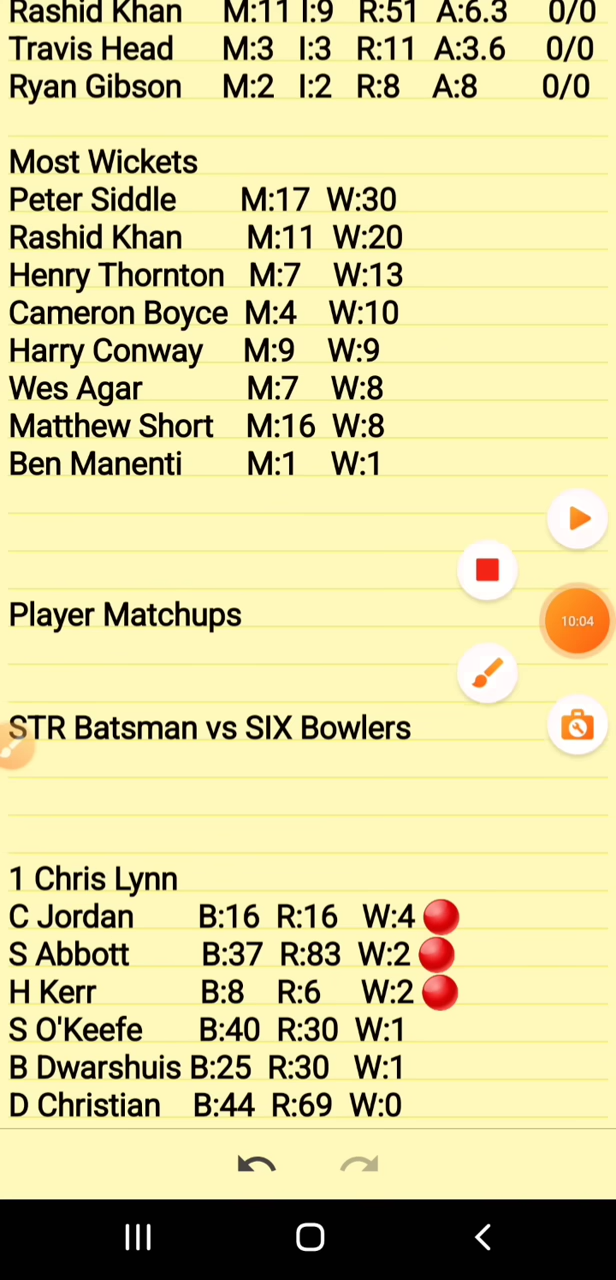 Rashid Khan M:11 I:9 R:51 A:6.3 0/0
Travis Head M:3 I:3 R:11 A:3.6 0/0
Ryan Gibson M:2 I:2 R:8 A:8 0/0
Most Wickets
Peter Siddle M:17 W:30
Rashid Khan M:11 W:20
Henry Thornton M:7 W:13
Cameron Boyce M:4 W:10
Harry Conway M:9 W:9
Wes Agar M:7 W:8
Matthew Short M:16 W:8
Ben Manenti M:1 W:1
Player Matchups
10:04
STR Batsman vs SIX Bowlers
1 Chris Lynn
C Jordan B:16 R:16 W:4
S Abbott B:37 R:83 W:2
H Kerr B:8 R:6 W:2
S O'Keefe B:40 R:30 W:1
B Dwarshuis B:25 R:30 W:1
D Christian B:44 R:69 W:0